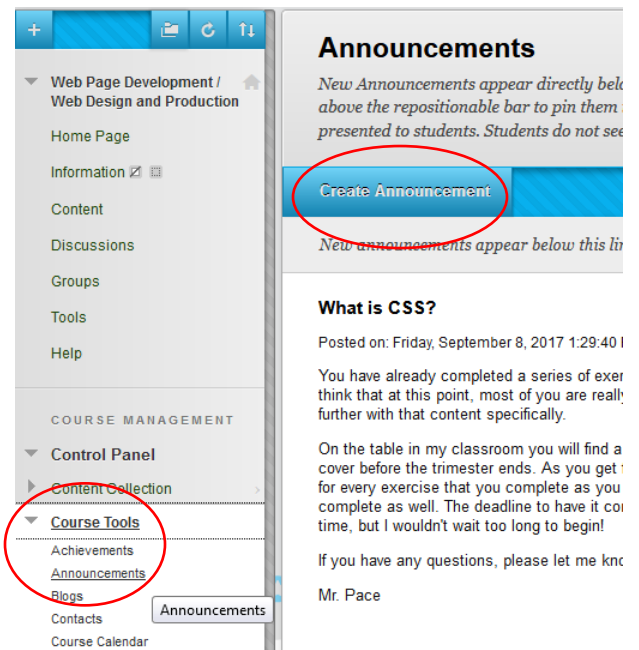 Web Page Development /
Web Design and Production
Home Page
Information
Content
Discussions
Groups
Tools
Help
COURSE MANAGEMENT
Control Panel
Content Collection
Course Tools
Achievements
Announcements
Blogs
Contacts
Course Calendar
Announcements
Announcements
New Announcements appear directly
above the repositionable bar to pin them
presented to students. Students do not see
Create Announcement
New announcements appear below this
What is CSS?
Posted on: Friday, September 8, 2017 1:29:40
You have already completed a series of
think that at this point, most of you are
further with that content specifically.
On the table in my classroom you will find a
cover before the trimester ends. As you get
for every exercise that you complete as you
complete as well. The deadline to have it
time, but I wouldn't wait too long to begin!
If you have any questions, please let me
Mr. Pace